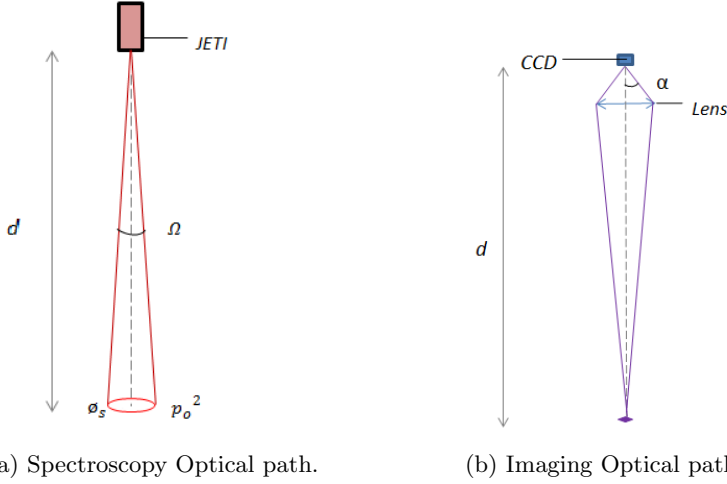 JETI
d'
Ω
ø_s
p_o^2
a) Spectroscopy Optical path.
CCD
α
Lens
d
(b) Imaging Optical path